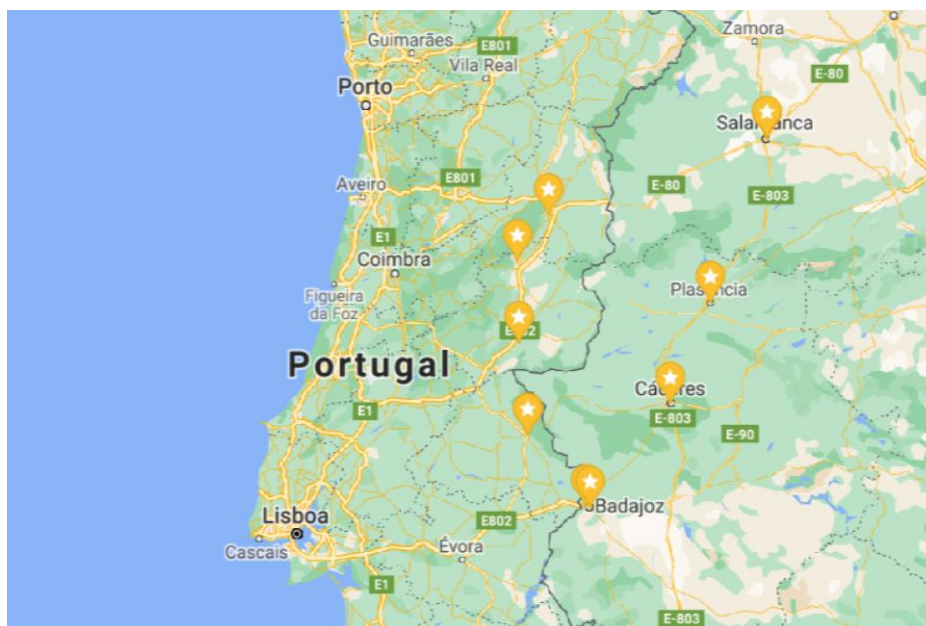 Guimarães
E801
Zamora
Vila Real
E-80
Porto
Salamanca
E801
E-80
Aveiro
E-803
E1
Coimbra
Plasencia
Figueira
da Foz
Portugal
Cáceres
E1
E-803
E-90
Badajoz
Lisboa
E802
Cascais
Évora
E1
E-803